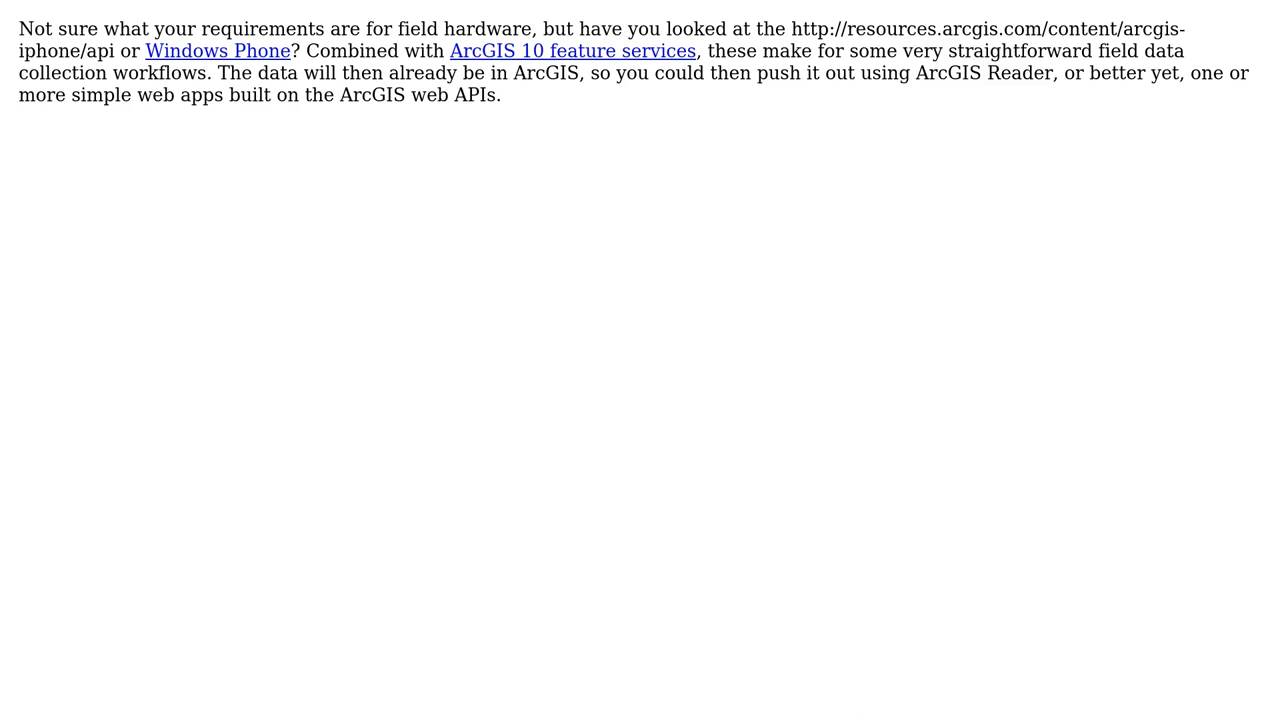 Not sure what your requirements are for field hardware, but have you looked at the http://resources.arcgis.com/content/arcgis-
iphone/api or Windows Phone? Combined with ArcGIS 10 feature services, these make for some very straightforward field data
collection workflows. The data will then already be in ArcGIS, so you could then push it out using ArcGIS Reader, or better yet, one or
more simple web apps built on the ArcGIS web APIs.